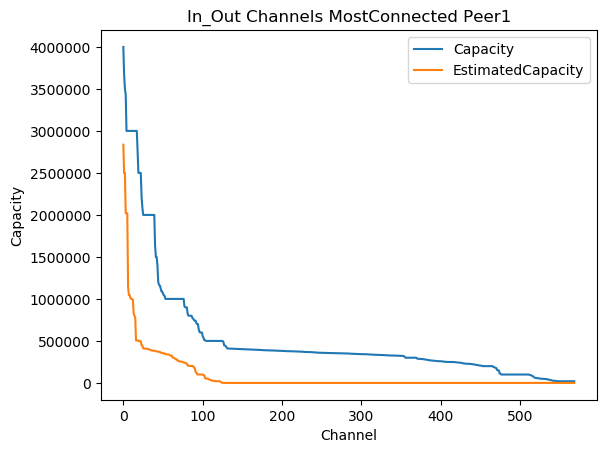 In_Out Channels MostConnected Peer1
Capacity
EstimatedCapacity
4000000
3500000
3000000
2500000
2000000
1500000
1000000
500000
0
Capacity
0 100 200 300 400 500
Channel